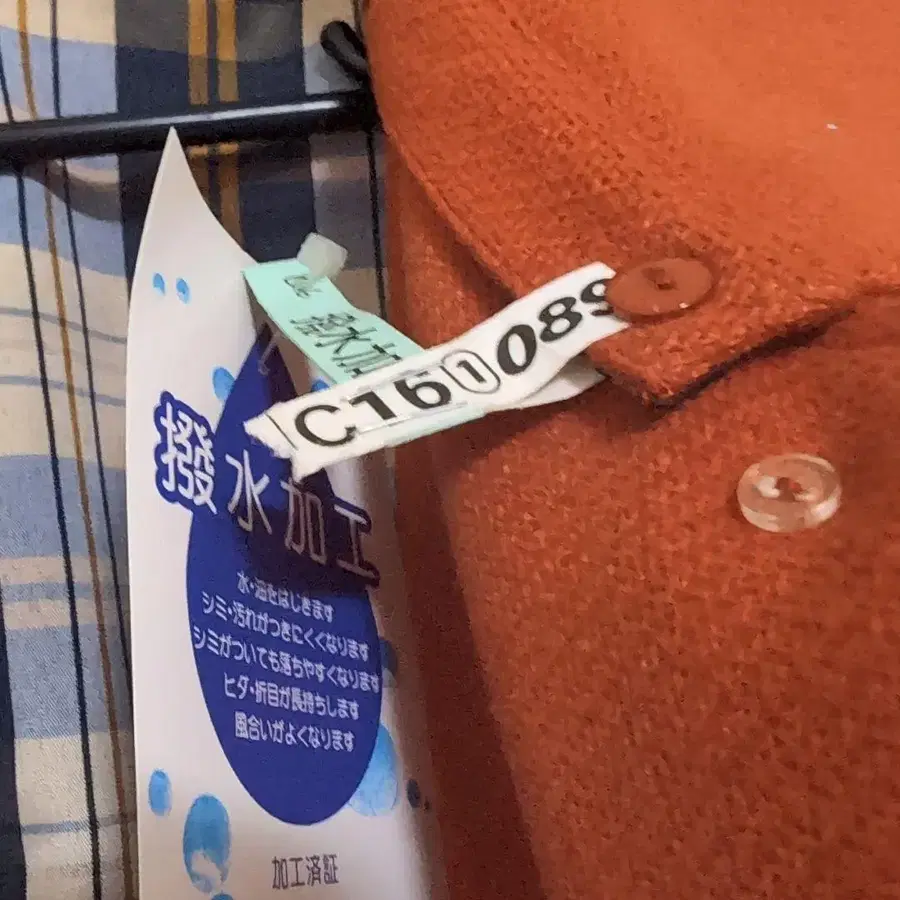 撥水加
C16①089
撥水加工
水・油をはじきます
シミ・汚れがつきにくくなります
シミがついても落ちやすくなります
ヒダ・折目が長持ちします
風合いがよくなります
加工済証